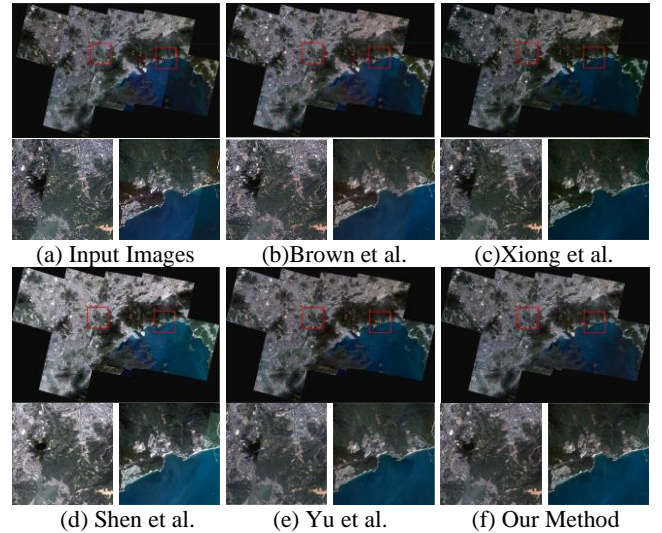 (a) Input Images
(b)Brown et al.
(c)Xiong et al.
(d) Shen et al.
(e) Yu et al.
(f) Our Method